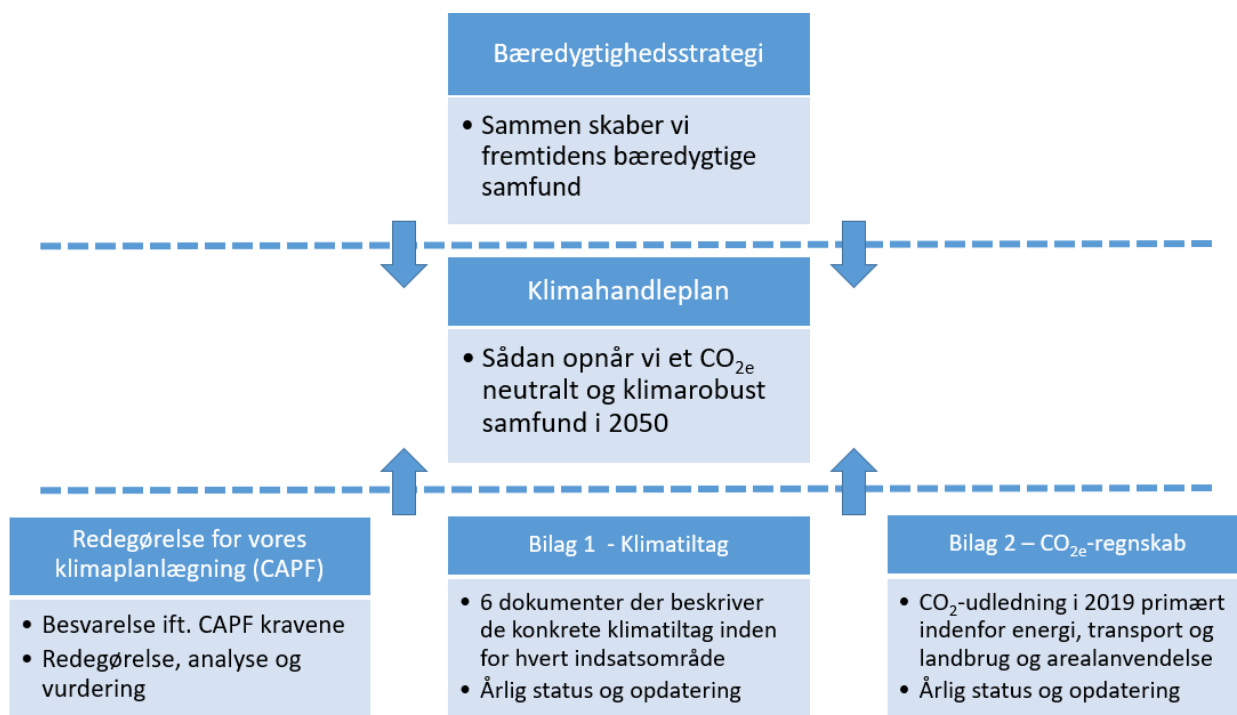 Bæredygtighedsstrategi
• Sammen skaber vi
fremtidens bæredygtige
samfund
Klimahandleplan
• Sådan opnår vi et CO₂ₑ
neutralt og klimarobust
samfund i 2050
Redegørelse for vores
klimaplanlægning (CAPF)
• Besvarelse ift. CAPF kravene
• Redegørelse, analyse og
vurdering
Bilag 1 - Klimatiltag
• 6 dokumenter der beskriver
de konkrete klimatiltag inden
for hvert indsatsområde
• Årlig status og opdatering
Bilag 2 – CO₂ₑ-regnskab
• CO₂-udledning i 2019 primært
indenfor energi, transport og
landbrug og arealanvendelse
• Årlig status og opdatering